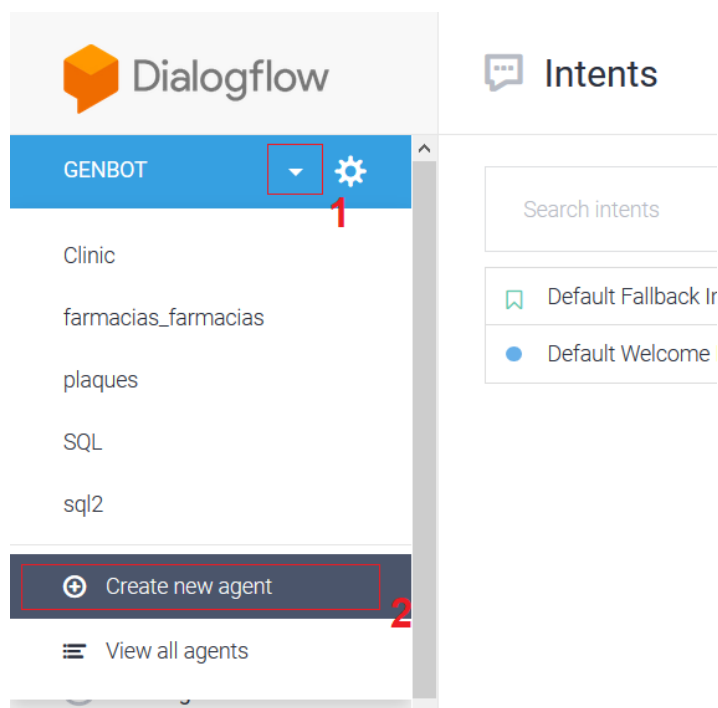 Dialogflow
Intents
GENBOT
1
Search intents
Clinic
Default Fallback
farmacias_farmacias
Default Welcome
plaques
SQL
sql2
Create new agent
2
View all agents